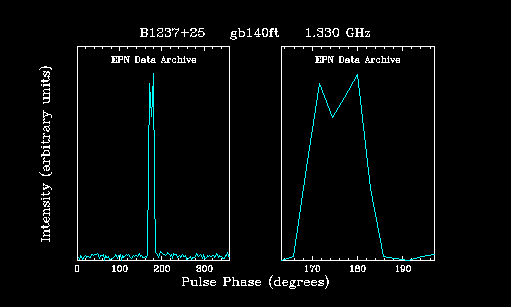 B1237+25 gb140ft 1.330 GHz
EPN Data Archive
EPN Data Archive
Intensity (arbitrary units)
0 100 200 300
170 180 190
Pulse Phase (degrees)